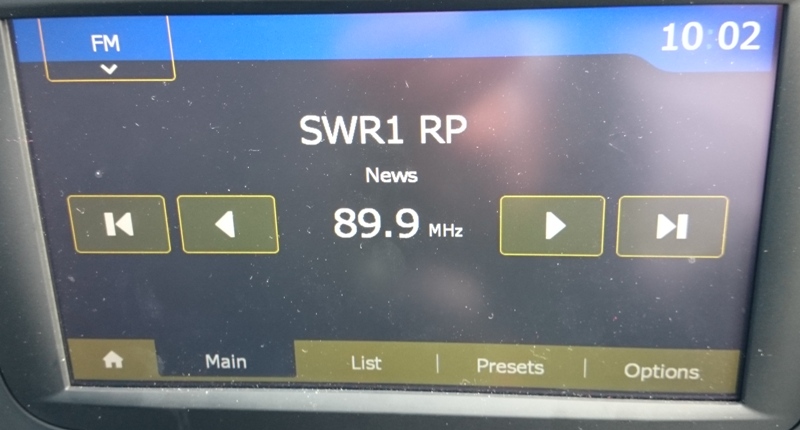 FM
10:02
SWR1 RP
News
89.9 MHz
Main
List
Presets
Options